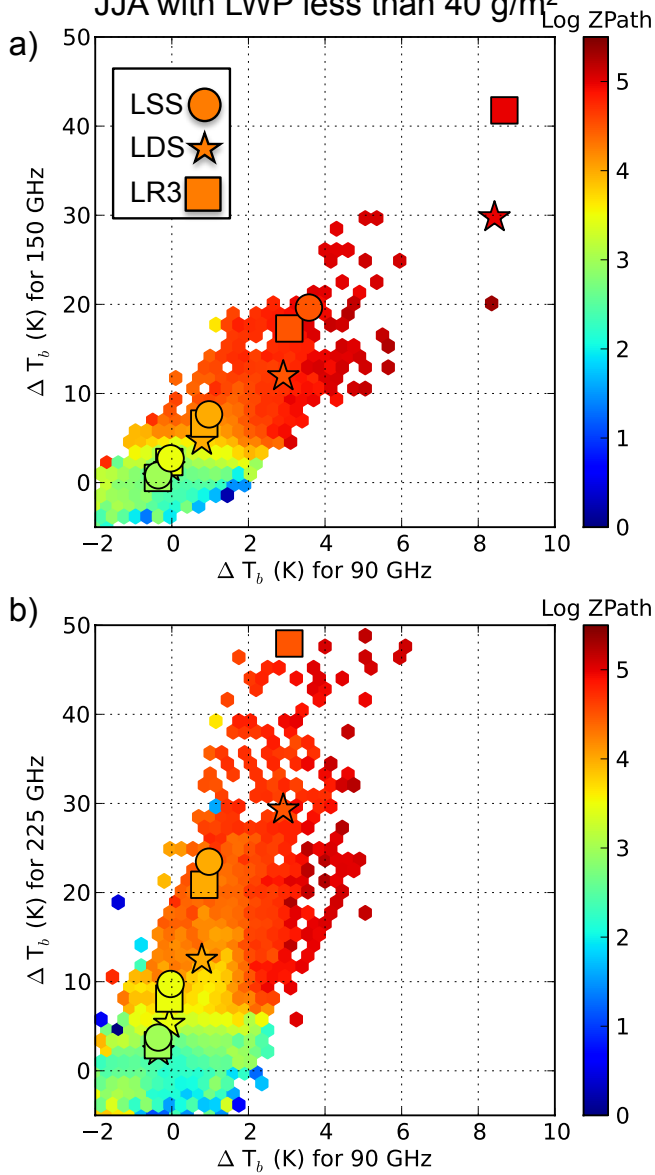 JJA with LWP less than 40 g/m²
Log ZPath
a)
LSS
LDS
LR3
50
40
30
20
10
0
Δ T_b (K) for 150 GHz
−2 0 2 4 6 8 10
Δ T_b (K) for 90 GHz
5
4
3
2
1
0
b)
Log ZPath
50
40
30
20
10
0
Δ T_b (K) for 225 GHz
−2 0 2 4 6 8 10
Δ T_b (K) for 90 GHz
5
4
3
2
1
0